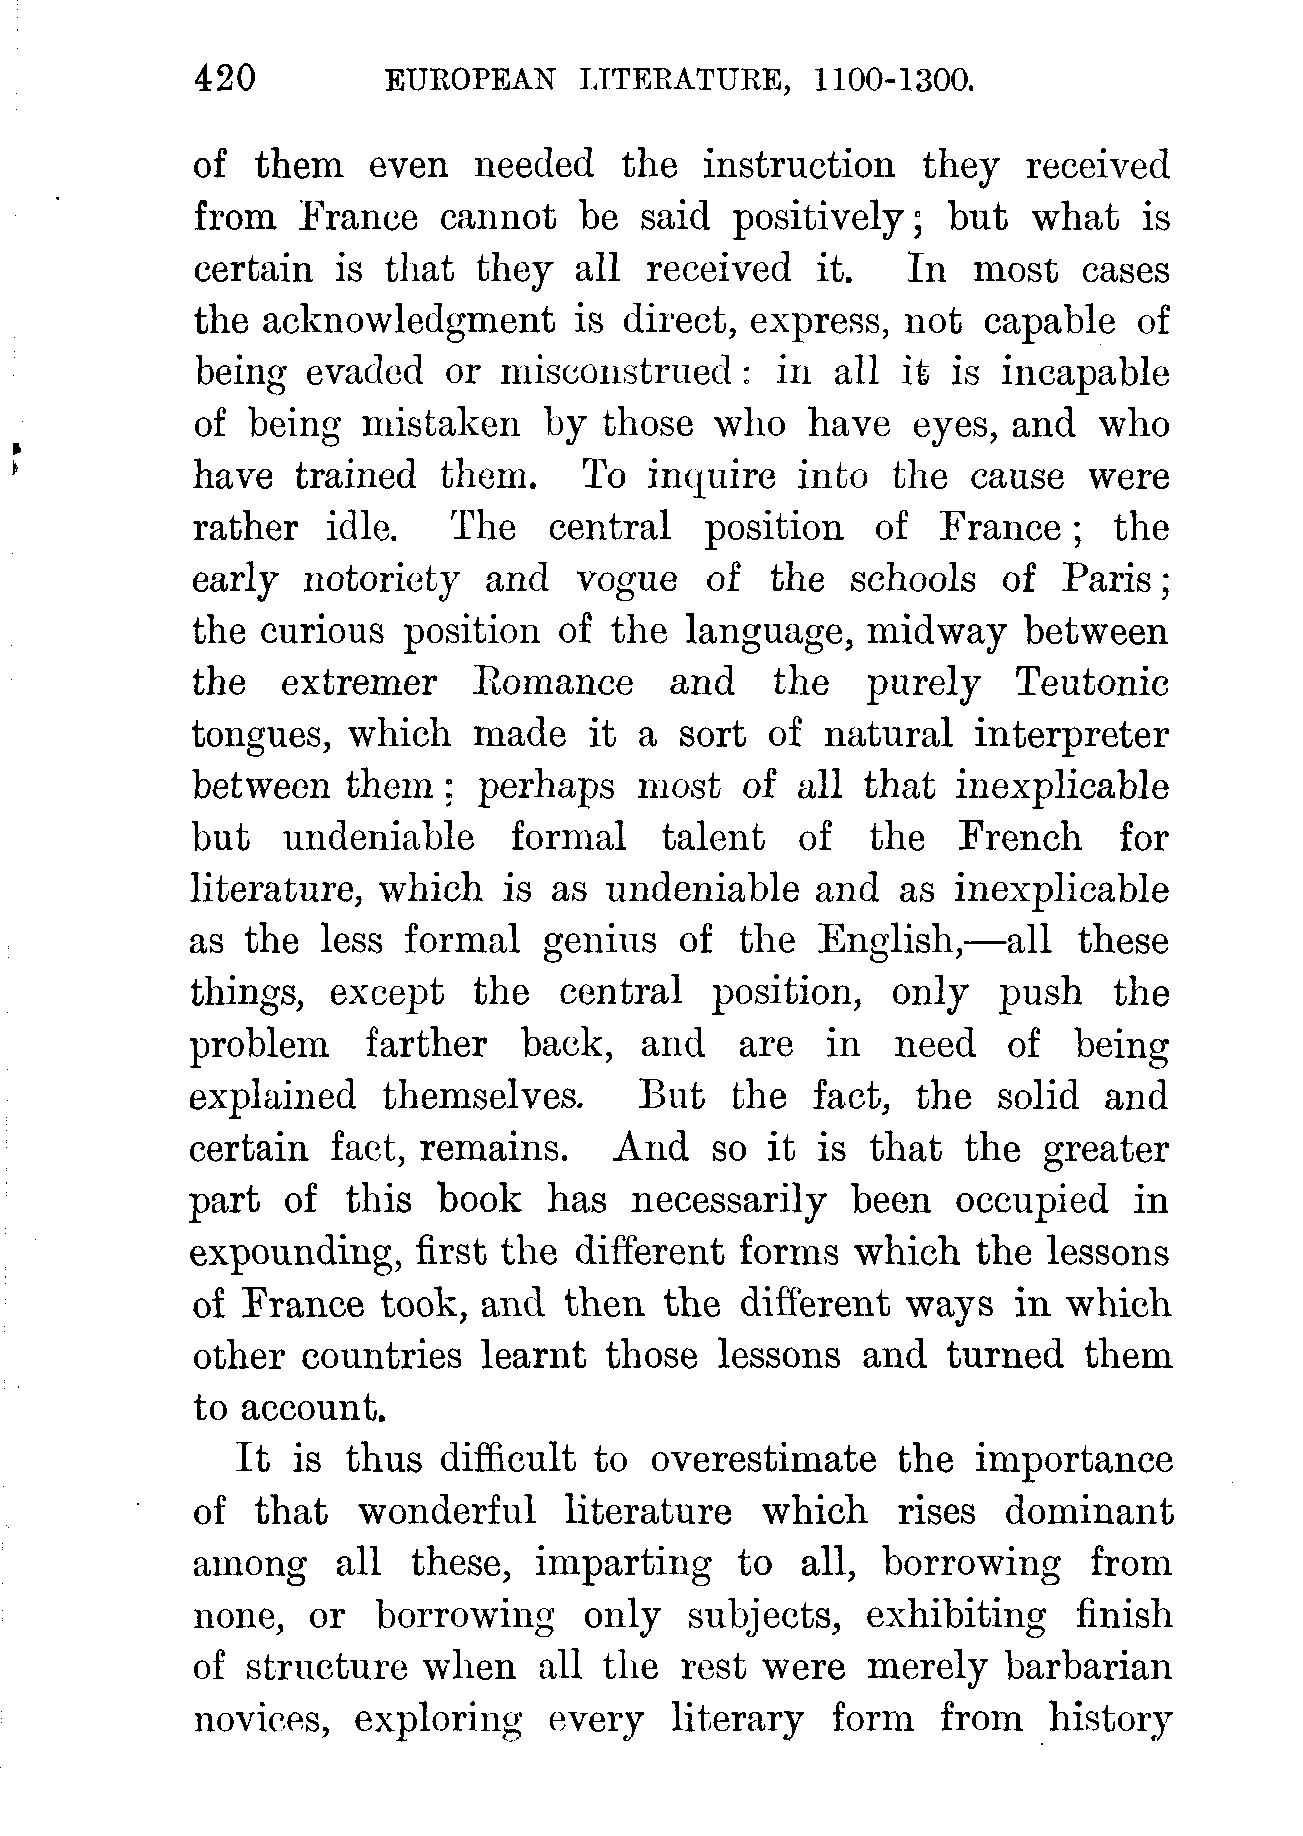 420 EUROPEAN LITERATURE, 1100-1300.
of them even needed the instruction they received
from France cannot be said positively; but what is
certain is that they all received it. In most cases
the acknowledgment is direct, express, not capable of
being evaded or misconstrued: in all it is incapable
of being mistaken by those who have eyes, and who
have trained them. To inquire into the cause were
rather idle. The central position of France; the
early notoriety and vogue of the schools of Paris;
the curious position of the language, midway between
the extremer Romance and the purely Teutonic
tongues, which made it a sort of natural interpreter
between them; perhaps most of all that inexplicable
but undeniable formal talent of the French for
literature, which is as undeniable and as inexplicable
as the less formal genius of the English,—all these
things, except the central position, only push the
problem farther back, and are in need of being
explained themselves. But the fact, the solid and
certain fact, remains. And so it is that the greater
part of this book has necessarily been occupied in
expounding, first the different forms which the lessons
of France took, and then the different ways in which
other countries learnt those lessons and turned them
to account.
It is thus difficult to overestimate the importance
of that wonderful literature which rises dominant
among all these, imparting to all, borrowing from
none, or borrowing only subjects, exhibiting finish
of structure when all the rest were merely barbarian
novices, exploring every literary form from history